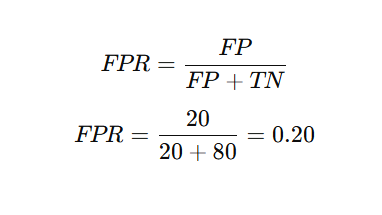 FPR = FP / (FP + TN)
FPR = 20 / (20 + 80) = 0.20